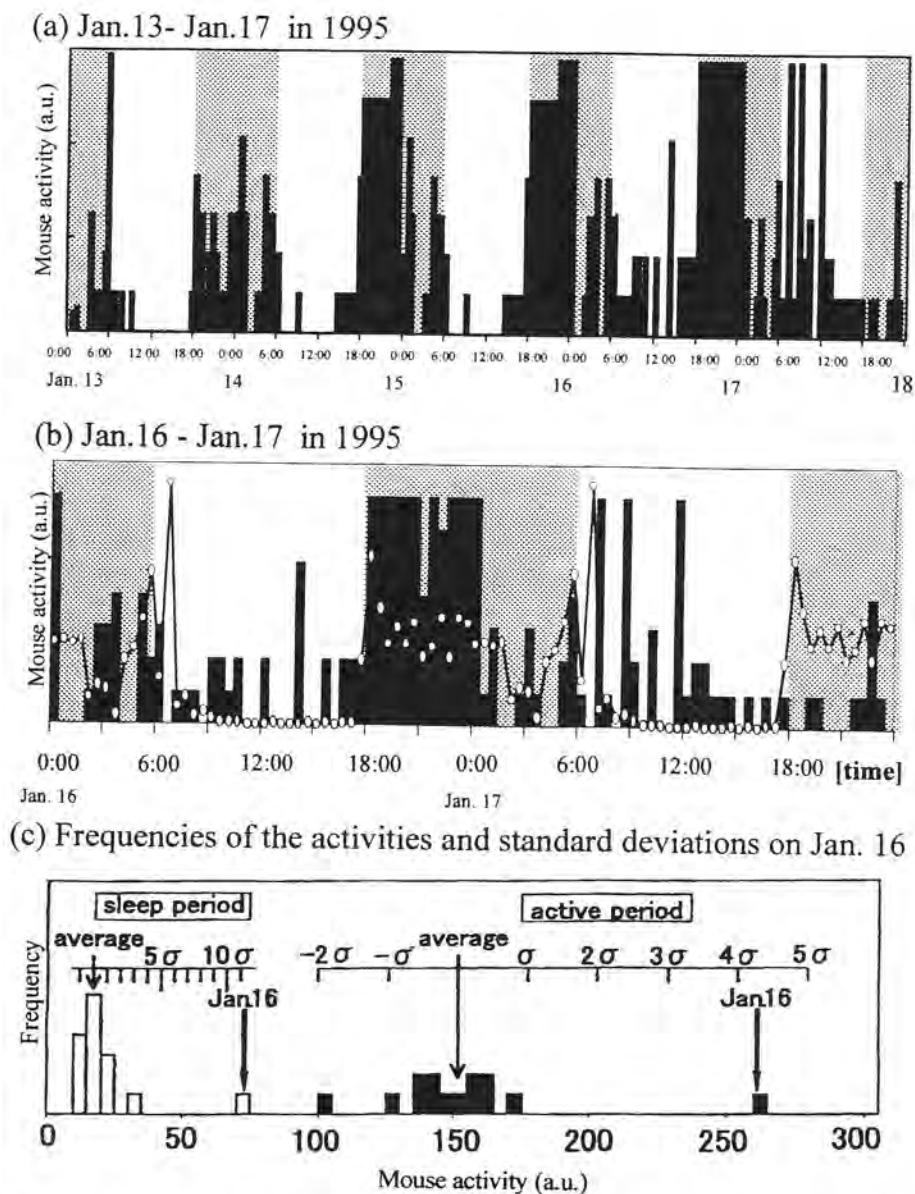 (a) Jan.13- Jan.17 in 1995
Mouse activity (a.u.)
0:00 6:00 12:00 18:00 0:00 6:00 12:00 18:00 0:00 6:00 12:00 18:00 0:00 6:00 12:00 18:00 0:00 6:00 12:00 18:00 0:00
Jan. 13 14 15 16 17 18
(b) Jan.16 - Jan.17 in 1995
Mouse activity (a.u.)
0:00 6:00 12:00 18:00 0:00 6:00 12:00 18:00 [time]
Jan. 16 Jan. 17
(c) Frequencies of the activities and standard deviations on Jan. 16
sleep period active period
average 5σ 10σ -2σ -σ average σ 2σ 3σ 4σ 5σ
Jan16 Jan16
Frequency
0 50 100 150 200 250 300
Mouse activity (a.u.)